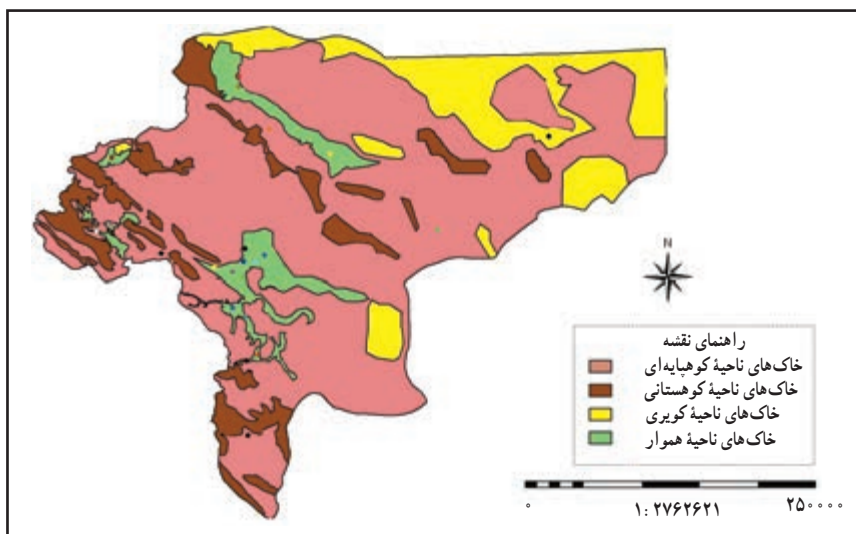 N
راهنمای نقشه
خاک‌های ناحیهٔ کوهپایه‌ای
خاک‌های ناحیهٔ کوهستانی
خاک‌های ناحیهٔ کویری
خاک‌های ناحیهٔ هموار
۰ ۱:۲۷۶۲۶۲۱ ۲۵۰۰۰۰